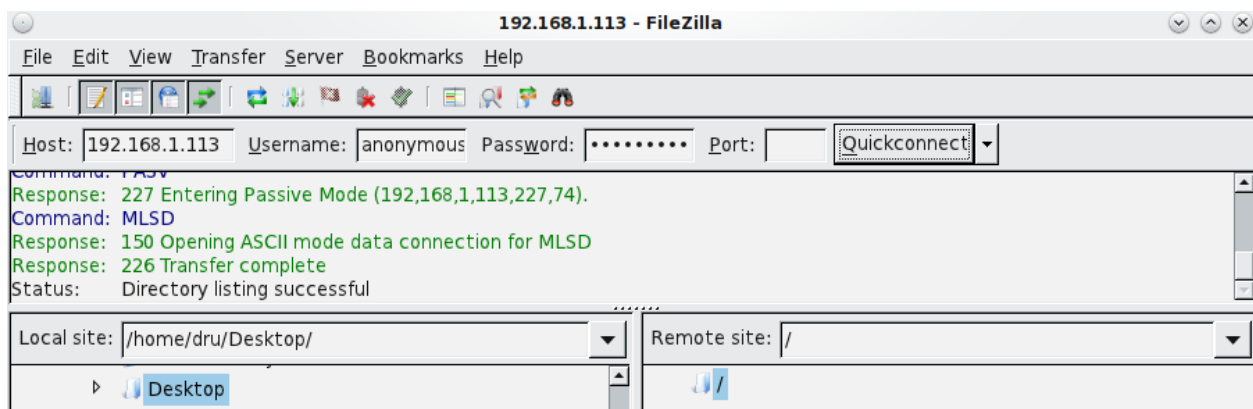 192.168.1.113 - FileZilla
File Edit View Transfer Server Bookmarks Help
Host: 192.168.1.113 Username: anonymous Password: ••••••••• Port: Quickconnect
Command: PASV
Response: 227 Entering Passive Mode (192,168,1,113,227,74).
Command: MLSD
Response: 150 Opening ASCII mode data connection for MLSD
Response: 226 Transfer complete
Status: Directory listing successful
Local site: /home/dru/Desktop/ Remote site: /
Desktop /